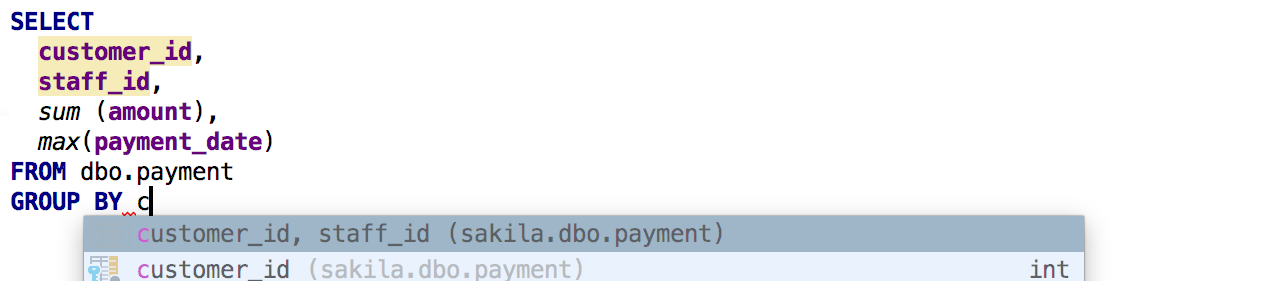 SELECT
customer_id,
staff_id,
sum (amount),
max(payment_date)
FROM dbo.payment
GROUP BY c
customer_id, staff_id (sakila.dbo.payment)
customer_id (sakila.dbo.payment) int